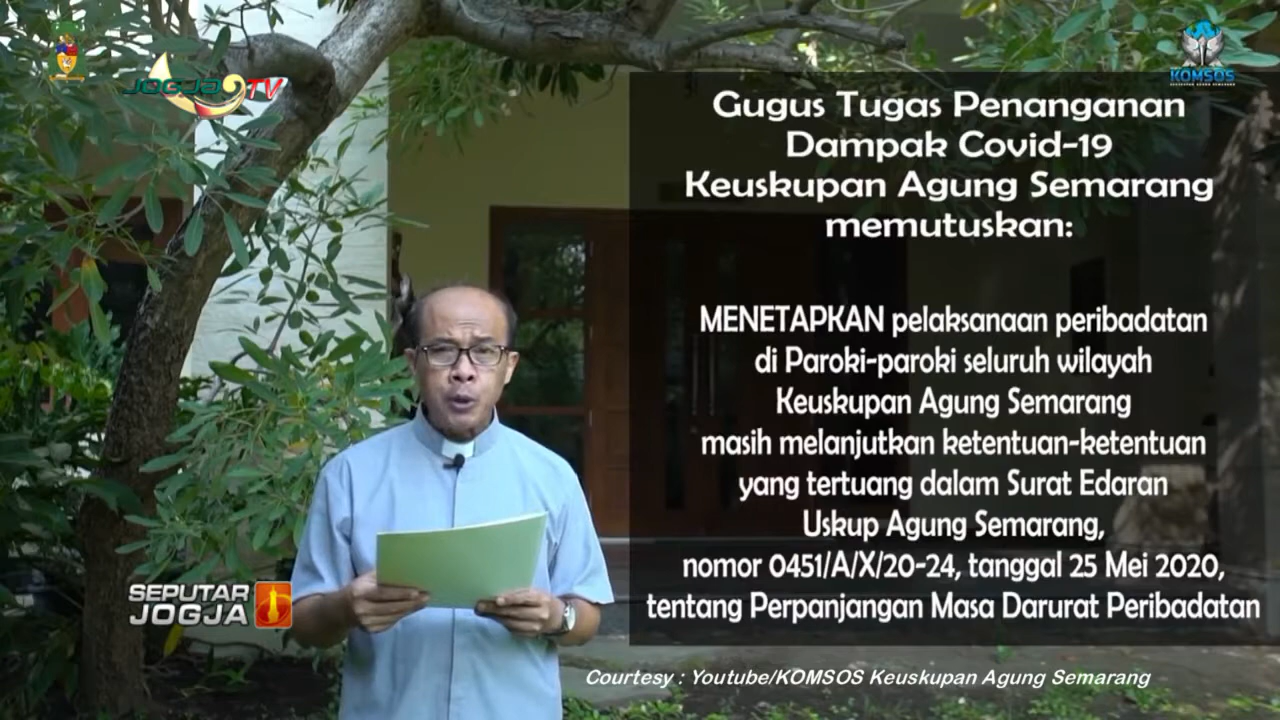 JOGJA TV
KOMSOS
KEUSKUPAN AGUNG SEMARANG
Gugus Tugas Penanganan
Dampak Covid-19
Keuskupan Agung Semarang
memutuskan:
MENETAPKAN pelaksanaan peribadatan
di Paroki-paroki seluruh wilayah
Keuskupan Agung Semarang
masih melanjutkan ketentuan-ketentuan
yang tertuang dalam Surat Edaran
Uskup Agung Semarang,
nomor 0451/A/X/20-24, tanggal 25 Mei 2020,
tentang Perpanjangan Masa Darurat Peribadatan
SEPUTAR
JOGJA
Courtesy : Youtube/KOMSOS Keuskupan Agung Semarang